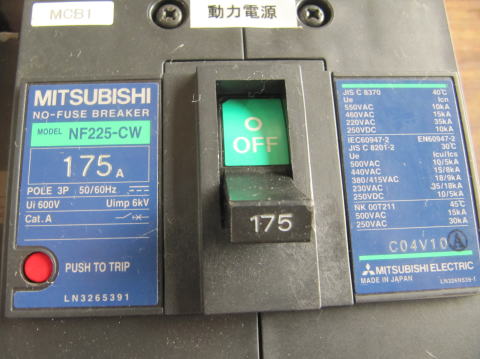 MCB1
動力電源
MITSUBISHI
NO-FUSE BREAKER
MODEL NF225-CW
175A
POLE 3P 50/60Hz
Ui 600V Uimp 6kV
Cat.A
PUSH TO TRIP
LN3265391
OFF
175
JIS C 8370 40℃
Ue Icn
550VAC 10kA
460VAC 15kA
220VAC 35kA
250VDC 10kA
IEC60947-2 EN60947-2
JIS C 8201-2 30℃
Ue Icu/Ics
500VAC 10/5kA
440VAC 15/8kA
380/415VAC 18/9kA
230VAC 35/18kA
250VDC 10/5kA
NK 00T211 45℃
500VAC 15kA
250VAC 30kA
C04V10 A
MITSUBISHI ELECTRIC
MADE IN JAPAN